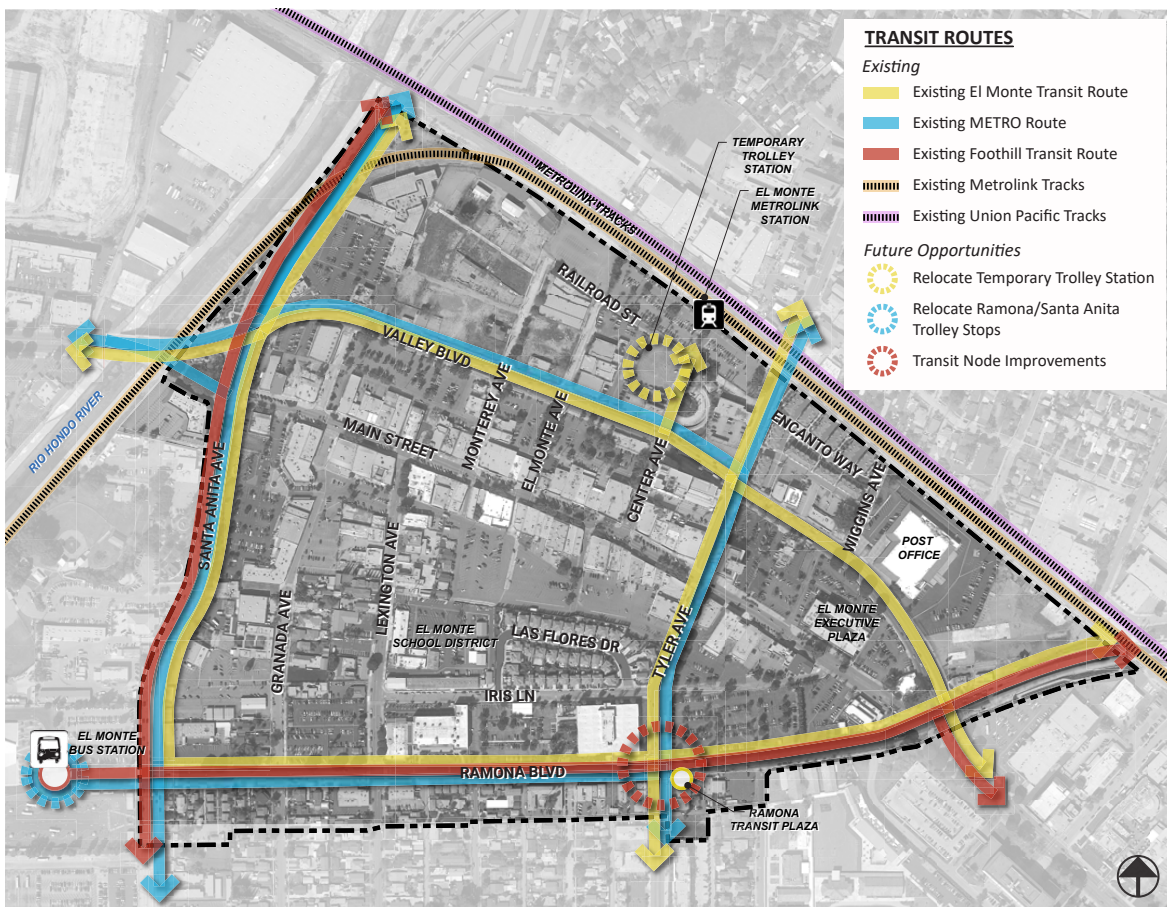 TRANSIT ROUTES
Existing
Existing El Monte Transit Route
Existing METRO Route
Existing Foothill Transit Route
Existing Metrolink Tracks
Existing Union Pacific Tracks
Future Opportunities
Relocate Temporary Trolley Station
Relocate Ramona/Santa Anita
Trolley Stops
Transit Node Improvements
TEMPORARY
TROLLEY
STATION
EL MONTE
METROLINK
STATION
METROLINK TRACKS
RAILROAD ST
VALLEY BLVD
RIO HONDO RIVER
MAIN STREET
MONTEREY AVE
EL MONTE AVE
CENTER AVE
ENCANTO WAY
WIGGINS AVE
SANTA ANITA AVE
POST
OFFICE
GRANADA AVE
LEXINGTON AVE
EL MONTE
SCHOOL DISTRICT
LAS FLORES DR
TYLER AVE
EL MONTE
EXECUTIVE
PLAZA
IRIS LN
EL MONTE
BUS STATION
RAMONA BLVD
RAMONA
TRANSIT PLAZA